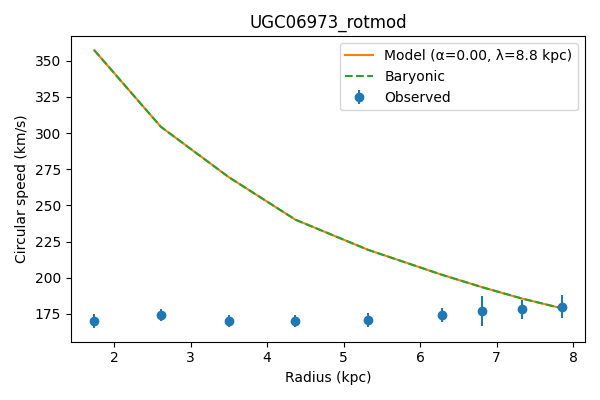 UGC06973_rotmod
Model (α=0.00, λ=8.8 kpc)
Baryonic
Observed
Circular speed (km/s)
350
325
300
275
250
225
200
175
2 3 4 5 6 7 8
Radius (kpc)